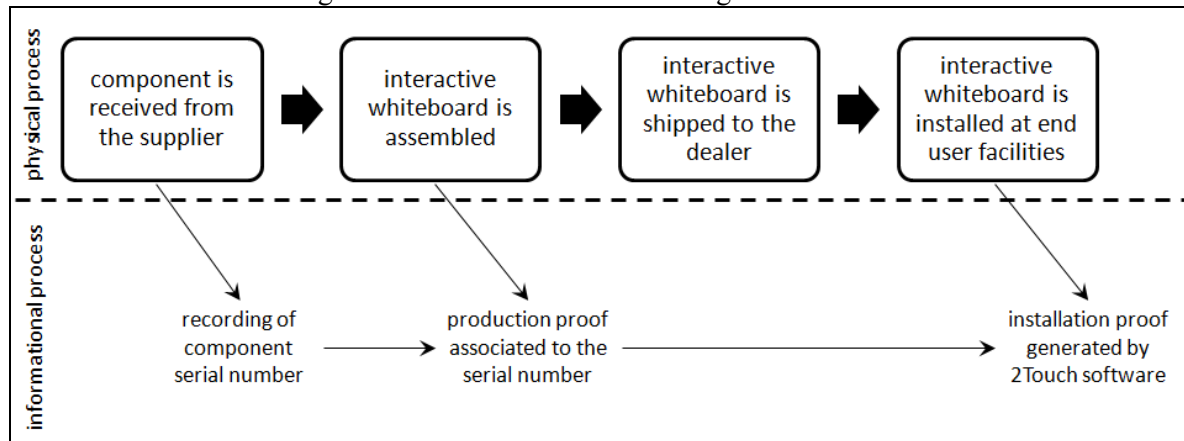 physical process
component is
received from
the supplier
interactive
whiteboard is
assembled
interactive
whiteboard is
shipped to the
dealer
interactive
whiteboard is
installed at end
user facilities
informational process
recording of
component
serial number
production proof
associated to the
serial number
installation proof
generated by
2Touch software